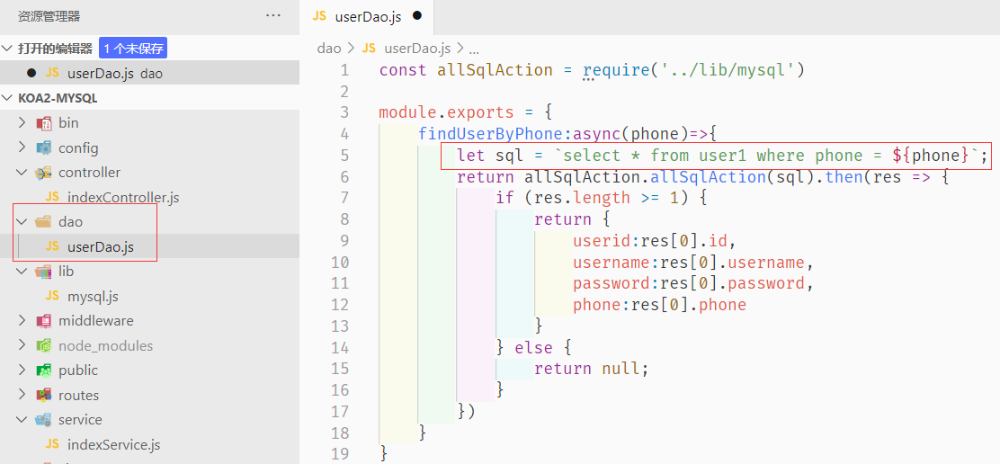 资源管理器 ···
打开的编辑器 1 个未保存
● JS userDao.js dao
KOA2-MYSQL
bin
config
controller
JS indexController.js
dao
JS userDao.js
lib
JS mysql.js
middleware
node_modules
public
routes
service
JS indexService.js
JS userDao.js ●
dao > JS userDao.js > ...
1 const allSqlAction = require('../lib/mysql')
2
3 module.exports = {
4     findUserByPhone:async(phone)=>{
5         let sql = `select * from user1 where phone = ${phone}`;
6         return allSqlAction.allSqlAction(sql).then(res => {
7             if (res.length >= 1) {
8                 return {
9                     userid:res[0].id,
10                     username:res[0].username,
11                     password:res[0].password,
12                     phone:res[0].phone
13                 }
14             } else {
15                 return null;
16             }
17         })
18     }
19 }